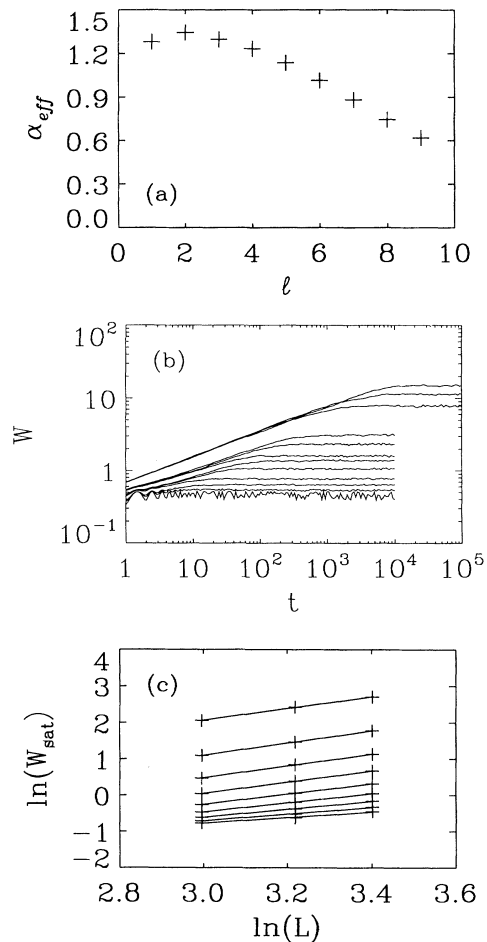 1.5
1.2
0.9
0.6
0.3
0.0
α_eff
(a)
0 2 4 6 8 10
ℓ
10^2
10
1
10^-1
W
(b)
1 10 10^2 10^3 10^4 10^5
t
4
3
2
1
0
-1
-2
ln(W_sat)
(c)
2.8 3.0 3.2 3.4 3.6
ln(L)